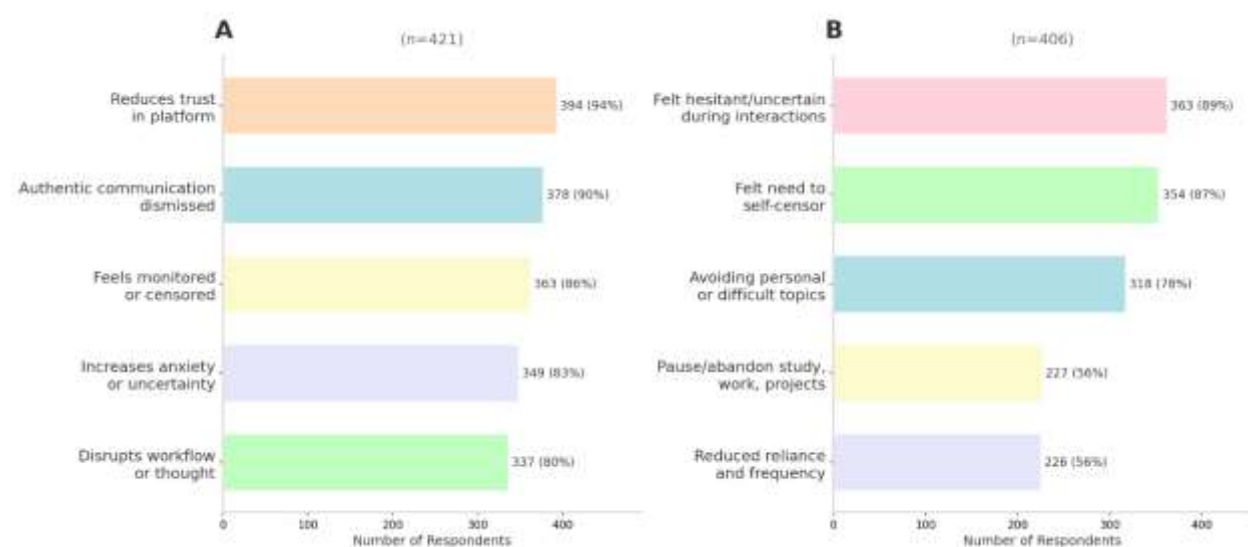 A
(n=421)
Reduces trust
in platform
394 (94%)
Authentic communication
dismissed
378 (90%)
Feels monitored
or censored
363 (86%)
Increases anxiety
or uncertainty
349 (83%)
Disrupts workflow
or thought
337 (80%)
0 100 200 300 400
Number of Respondents
B
(n=406)
Felt hesitant/uncertain
during interactions
363 (89%)
Felt need to
self-censor
354 (87%)
Avoiding personal
or difficult topics
318 (78%)
Pause/abandon study,
work, projects
227 (56%)
Reduced reliance
and frequency
226 (56%)
0 100 200 300 400
Number of Respondents